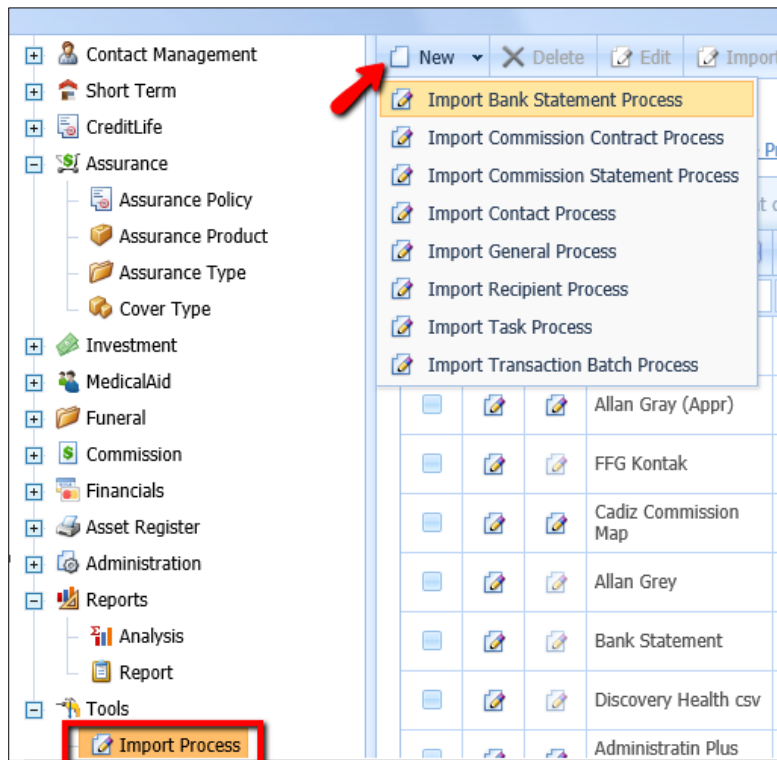 Contact Management
Short Term
CreditLife
Assurance
Assurance Policy
Assurance Product
Assurance Type
Cover Type
Investment
MedicalAid
Funeral
Commission
Financials
Asset Register
Administration
Reports
Analysis
Report
Tools
Import Process
New Delete Edit Import
Import Bank Statement Process
Import Commission Contract Process
Import Commission Statement Process
Import Contact Process
Import General Process
Import Recipient Process
Import Task Process
Import Transaction Batch Process
Allan Gray (Appr)
FFG Kontak
Cadiz Commission
Map
Allan Grey
Bank Statement
Discovery Health csv
Administratin Plus